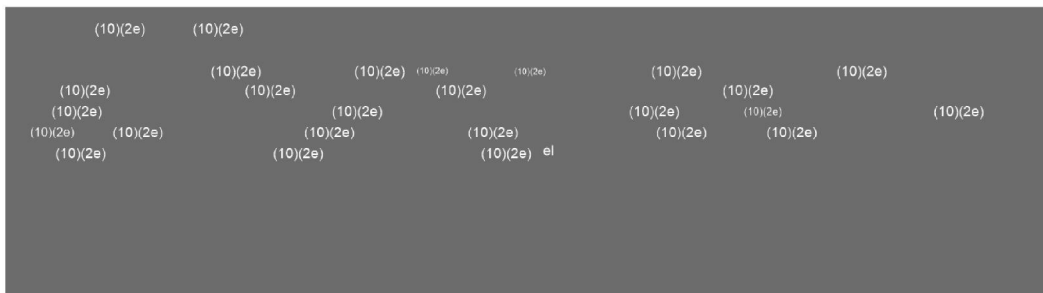 (10)(2e) (10)(2e)
(10)(2e) (10)(2e) (10)(2e) (10)(2e) (10)(2e) (10)(2e)
(10)(2e) (10)(2e) (10)(2e) (10)(2e)
(10)(2e) (10)(2e) (10)(2e) (10)(2e) (10)(2e)
(10)(2e) (10)(2e) (10)(2e) (10)(2e) (10)(2e) (10)(2e)
(10)(2e) (10)(2e) (10)(2e) el